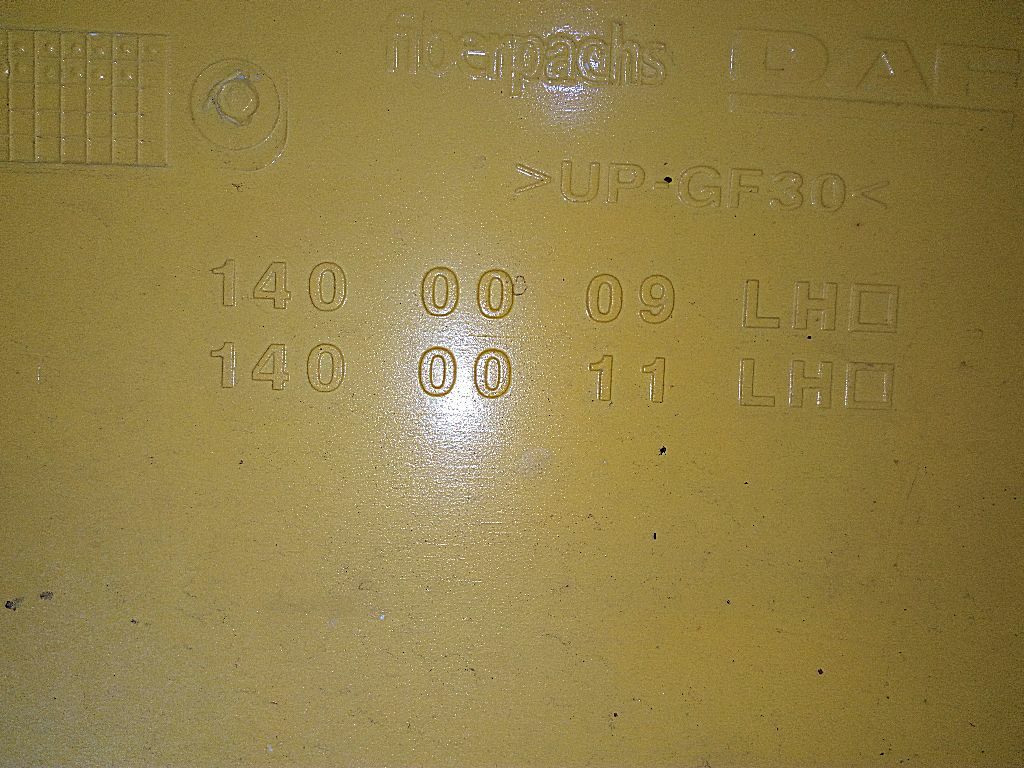 fiberpachs DAF
>UP-GF30<
140 00 09 LH□
140 00 11 LH□